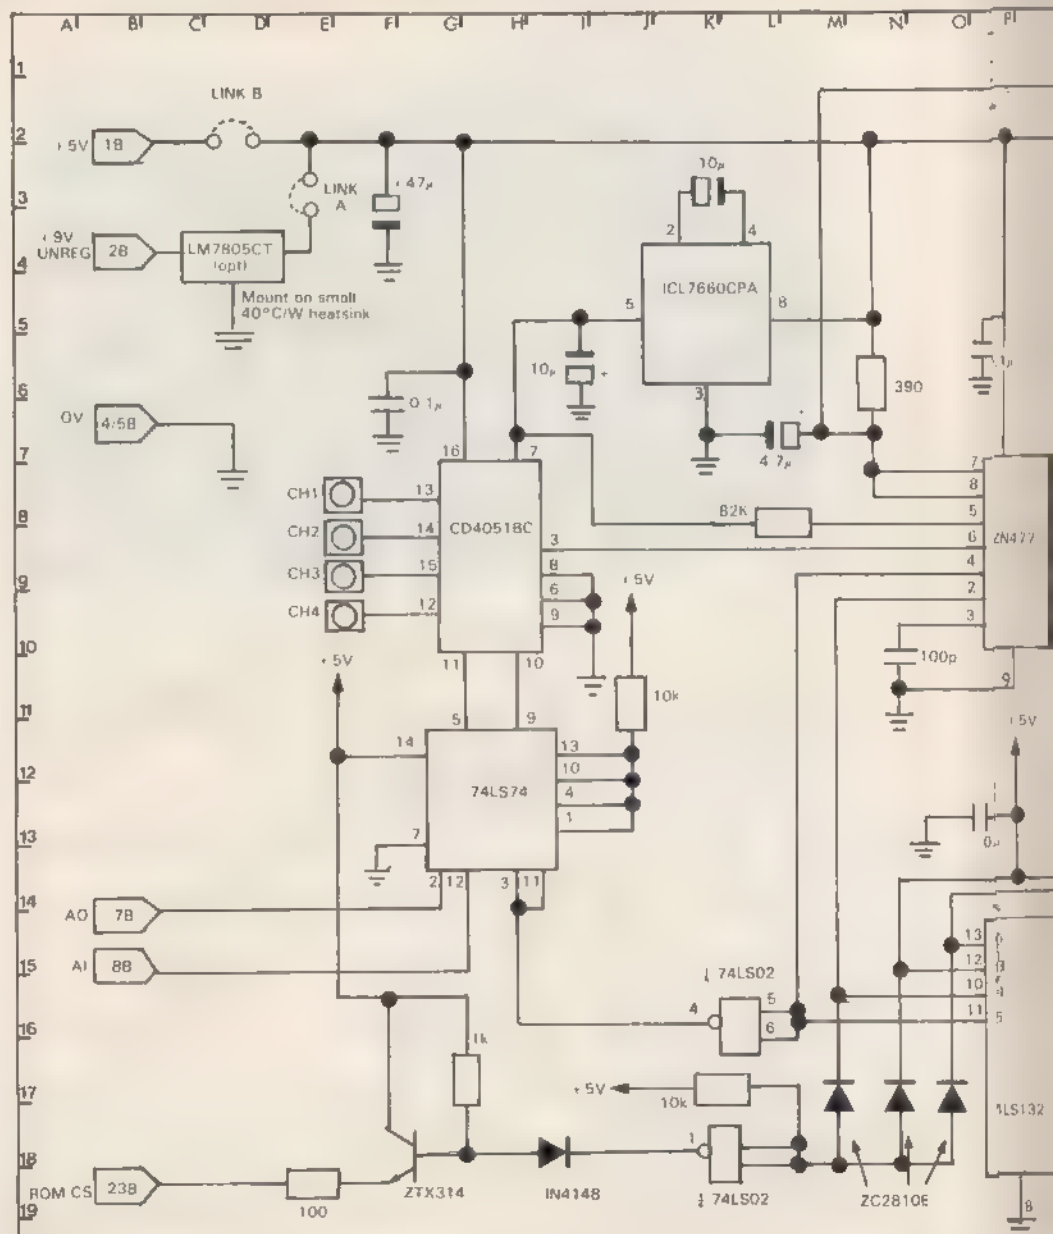 A B C D E F G H I J K L M N O P
1
LINK B
2
+5V 1B
LINK A
+47µ
10µ
3
2 4
+9V UNREG 2B
LM7805CT (opt)
4
Mount on small
40°C/W heatsink
5
ICL7660CPA
5 8
10µ +
390
6
0.1µ
3
0V 4/5B
4.7µ
7
16 7
7
8
CH1 13
82K
5
8
CH2 14
CD4051BC
3
6
ZN477
CH3 15
8
4
9
+5V
6
2
CH4 12
9
3
10
+5V
11 10
100p
9
10k
11
5 9
+5V
14
13
12
10
74LS74
4
1
13
7
2 12 3 11
14
A0 7B
13
12
15
A1 8B
74LS02
10
4 5
11
16
6
1k
17
+5V
10k
LS132
1
18
ROM CS 23B
ZTX314
IN4148
74LS02
ZC2810E
8
100
19